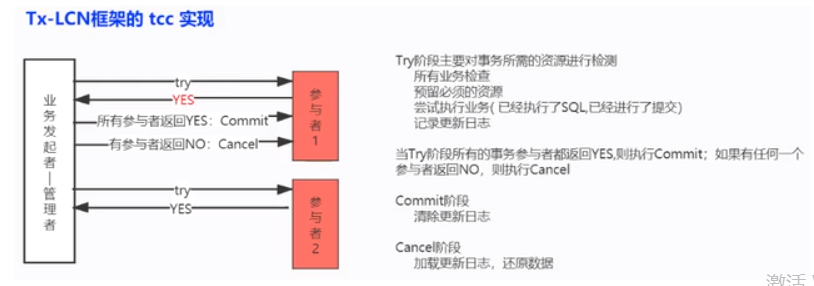 Tx-LCN框架的 tcc 实现
业务发起者—管理者
try
YES
所有参与者返回YES：Commit
有参与者返回NO：Cancel
参与者1
try
YES
参与者2
Try阶段主要对事务所需的资源进行检测
所有业务检查
预留必须的资源
尝试执行业务( 已经执行了SQL,已经进行了提交)
记录更新日志
当Try阶段所有的事务参与者都返回YES,则执行Commit；如果有任何一个
参与者返回NO，则执行Cancel
Commit阶段
清除更新日志
Cancel阶段
加载更新日志，还原数据
激活